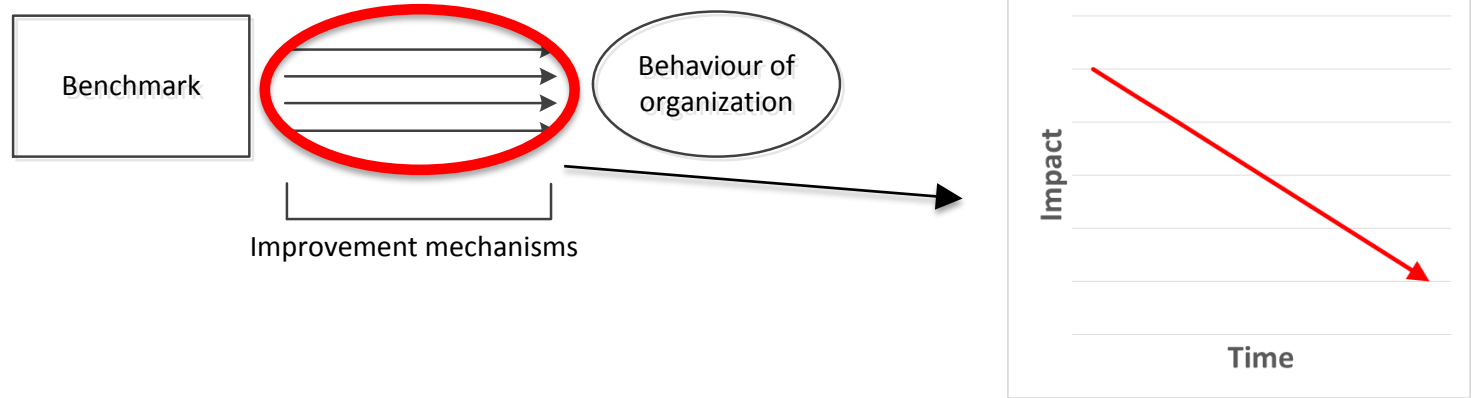 Benchmark
Behaviour of
organization
Improvement mechanisms
Impact
Time